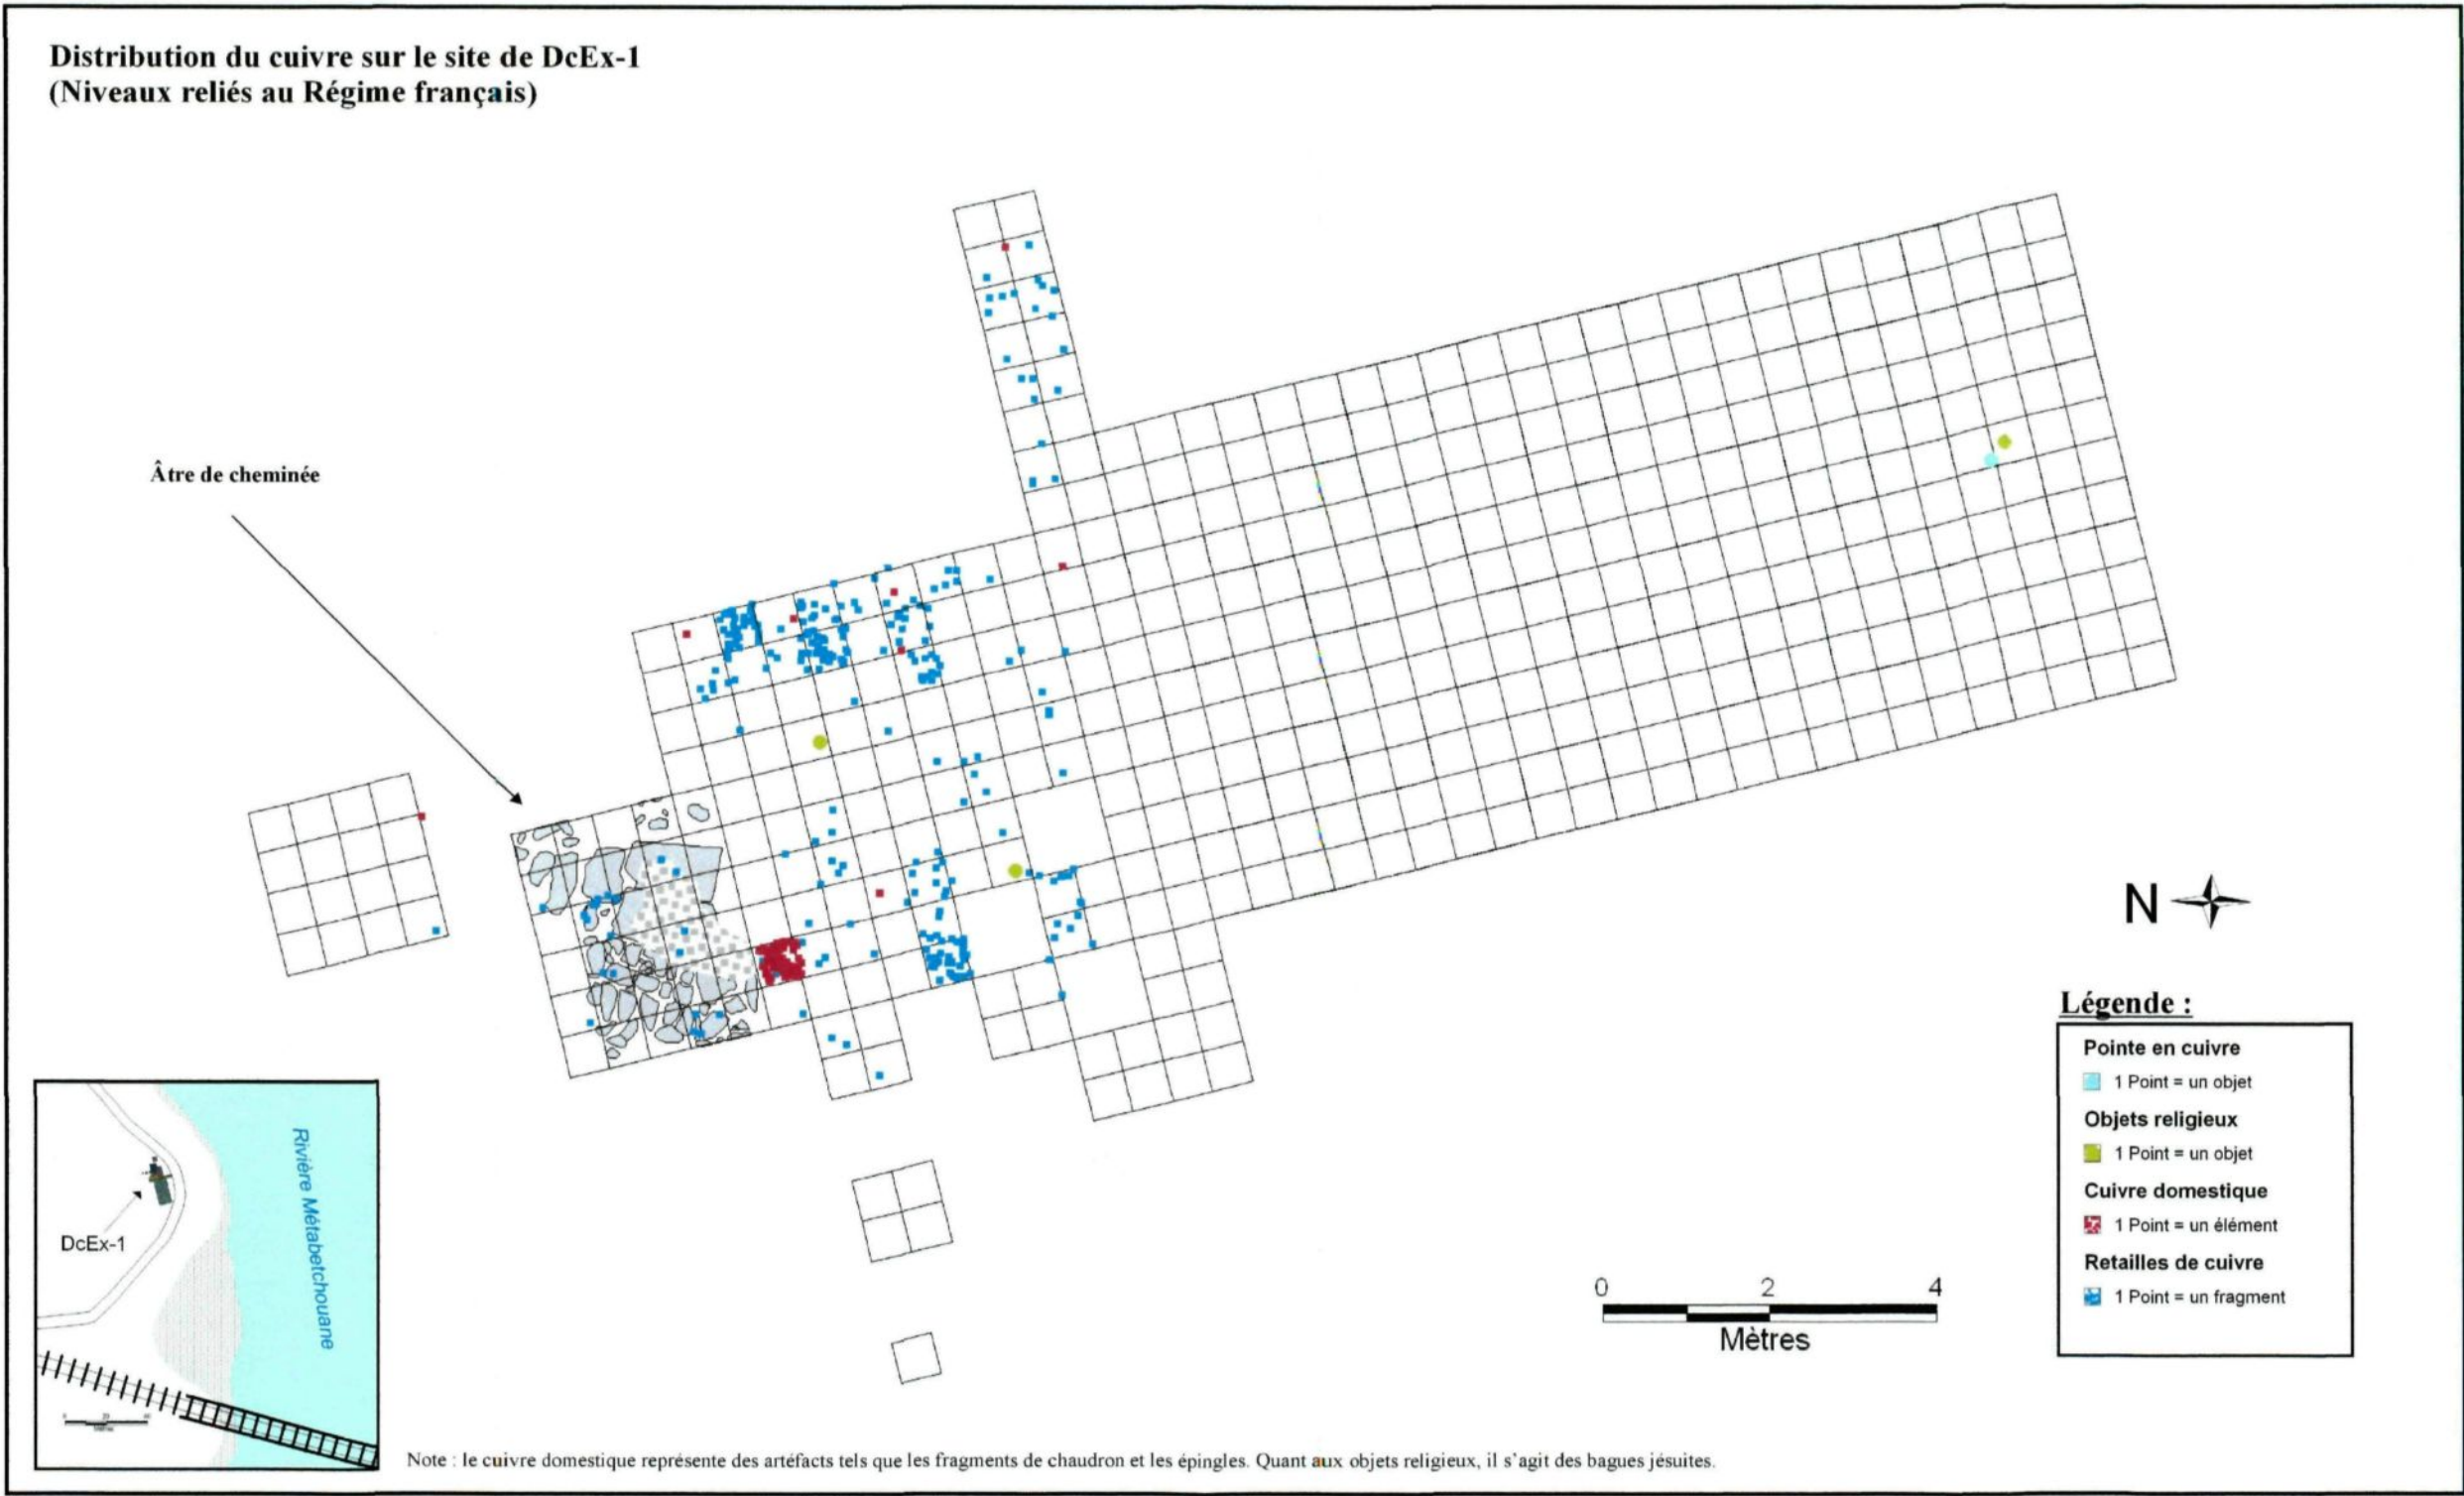 Distribution du cuivre sur le site de DcEx-1
(Niveaux reliés au Régime français)
Âtre de cheminée
N
Légende :
Pointe en cuivre
1 Point = un objet
Objets religieux
1 Point = un objet
Cuivre domestique
1 Point = un élément
Retailles de cuivre
1 Point = un fragment
0 2 4
Mètres
Rivière Métabetchouane
DcEx-1
Note : le cuivre domestique représente des artéfacts tels que les fragments de chaudron et les épingles. Quant aux objets religieux, il s'agit des bagues jésuites.